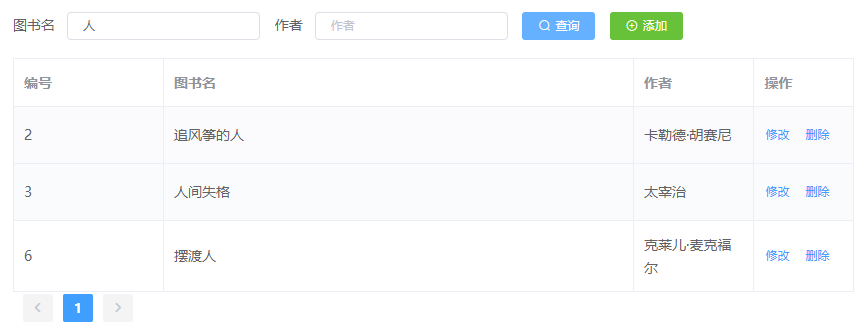 图书名 人 作者 作者 查询 添加
编号 图书名 作者 操作
2 追风筝的人 卡勒德·胡赛尼 修改 删除
3 人间失格 太宰治 修改 删除
6 摆渡人 克莱儿·麦克福 修改 删除
尔
1